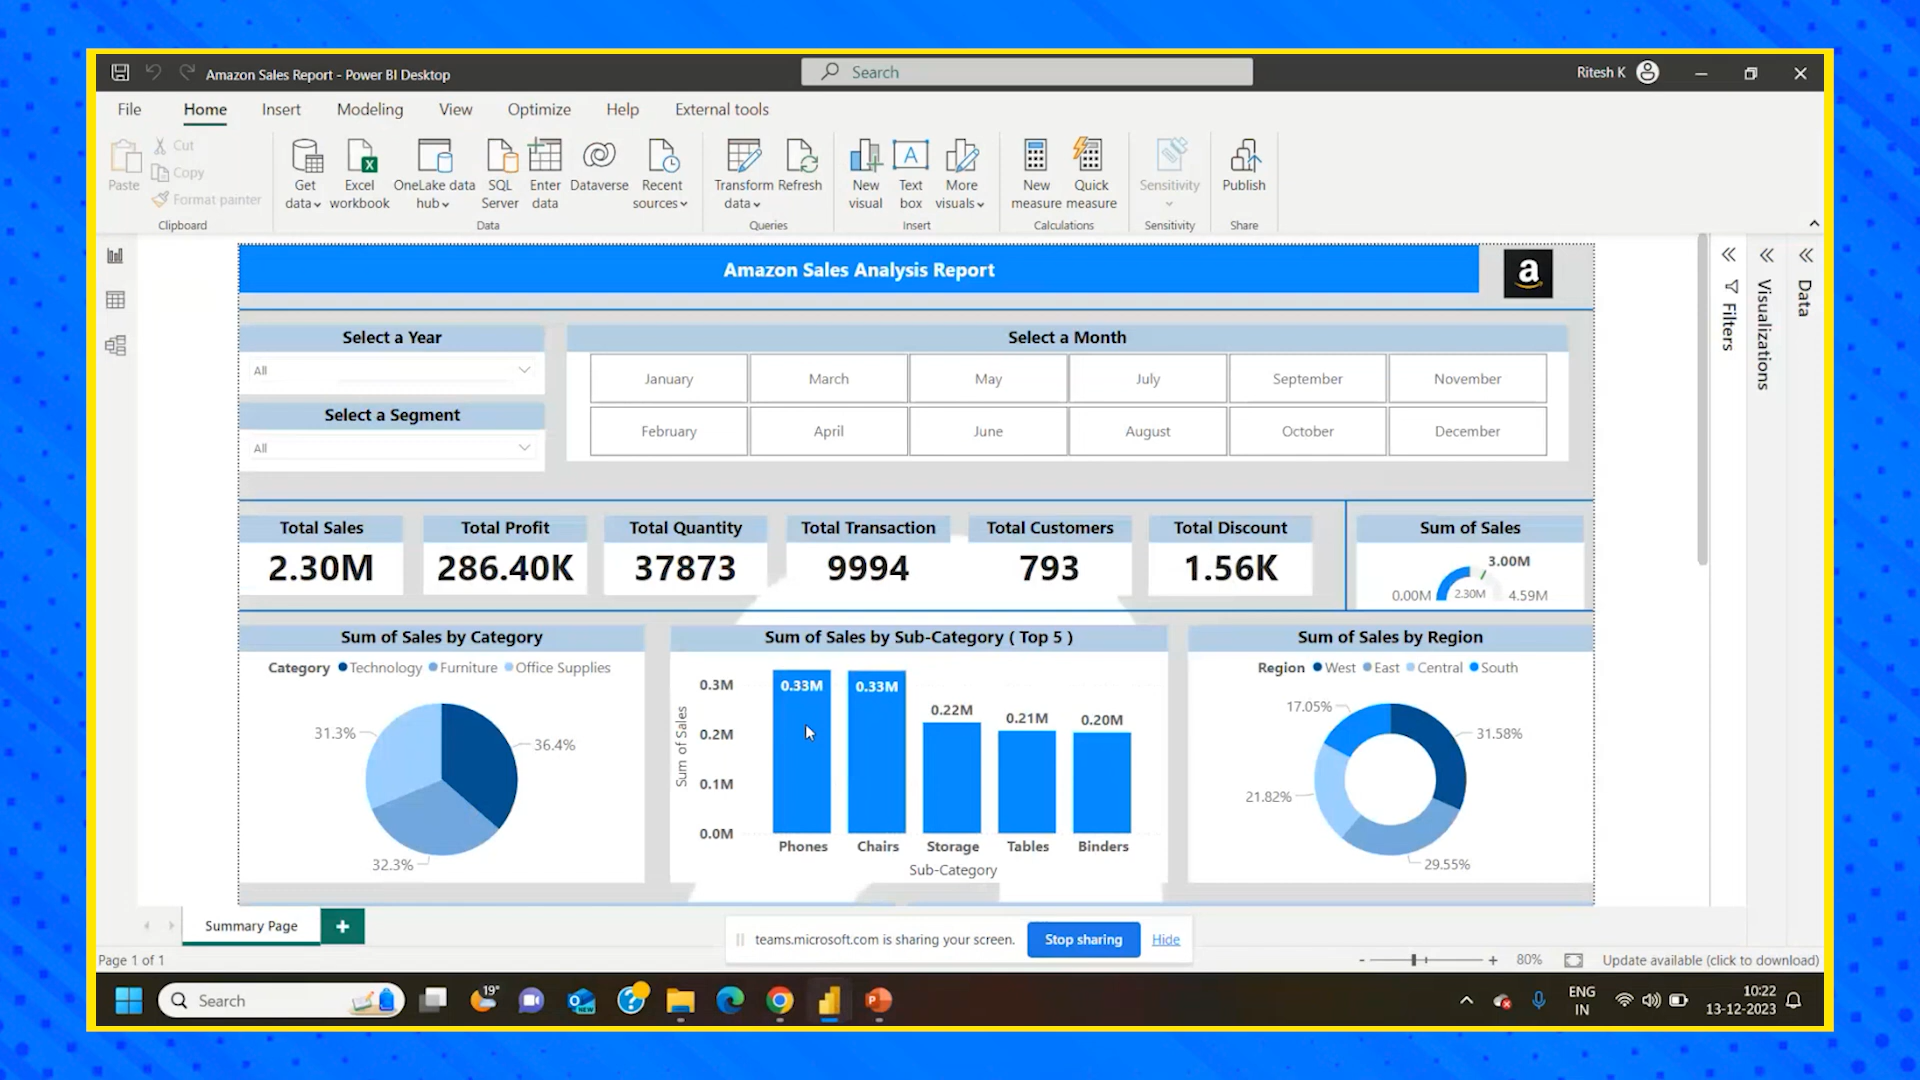 Amazon Sales Report - Power BI Desktop
Search
Ritesh K
File Home Insert Modeling View Optimize Help External tools
Paste
Cut
Copy
Format painter
Clipboard
Get data
Excel workbook
OneLake data hub
SQL Server
Enter data
Dataverse
Recent sources
Data
Transform data
Refresh
Queries
New visual
Text box
More visuals
Insert
New measure
Quick measure
Calculations
Sensitivity
Sensitivity
Publish
Share
Amazon Sales Analysis Report
a
Select a Year
All
Select a Segment
All
Select a Month
January March May July September November
February April June August October December
Total Sales
2.30M
Total Profit
286.40K
Total Quantity
37873
Total Transaction
9994
Total Customers
793
Total Discount
1.56K
Sum of Sales
3.00M
0.00M 2.30M 4.59M
Sum of Sales by Category
Category Technology Furniture Office Supplies
31.3%
36.4%
32.3%
Sum of Sales by Sub-Category ( Top 5 )
Sum of Sales
0.3M
0.2M
0.1M
0.0M
0.33M 0.33M 0.22M 0.21M 0.20M
Phones Chairs Storage Tables Binders
Sub-Category
Sum of Sales by Region
Region West East Central South
17.05%
31.58%
21.82%
29.55%
Filters
Visualizations
Data
Summary Page
+
teams.microsoft.com is sharing your screen. Stop sharing Hide
Page 1 of 1
- + 80%
Update available (click to download)
Search
19°
NEW
ENG
IN
10:22
13-12-2023